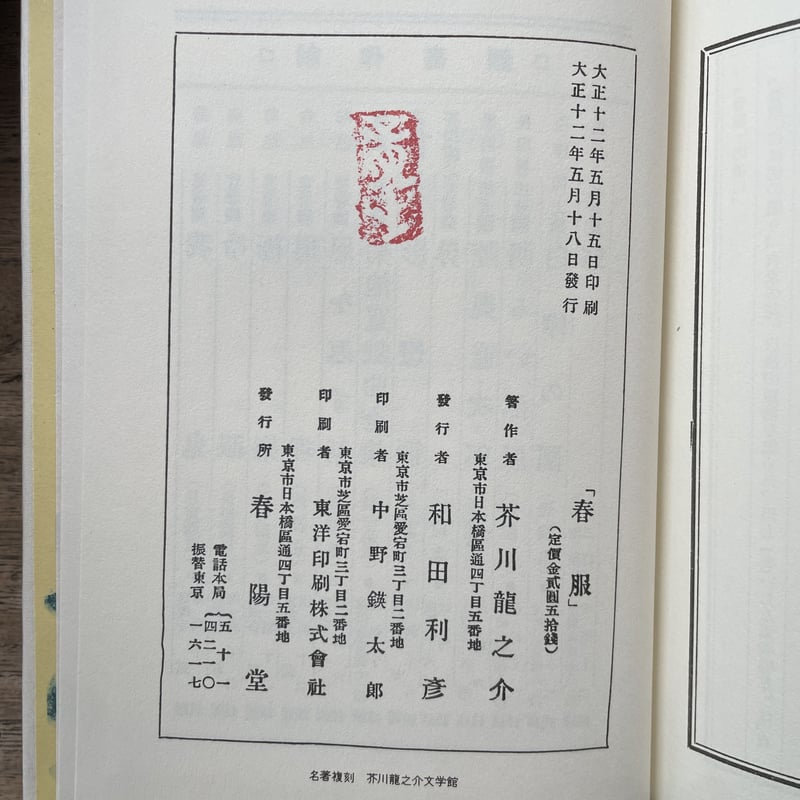 大正十二年五月十五日印刷
大正十二年五月十八日發行
「春服」
（定價金貳圓五拾錢）
著作者 芥川龍之介
東京市日本橋區通四丁目五番地
發行者 和田利彥
東京市芝區愛宕町三丁目二番地
印刷者 中野鍈太郎
東京市芝區愛宕町三丁目二番地
印刷者 東洋印刷株式會社
東京市日本橋區通四丁目五番地
發行所 春陽堂
電話本局{五十一
{四二一〇
振替東京 一六一七
名著複刻 芥川龍之介文学館